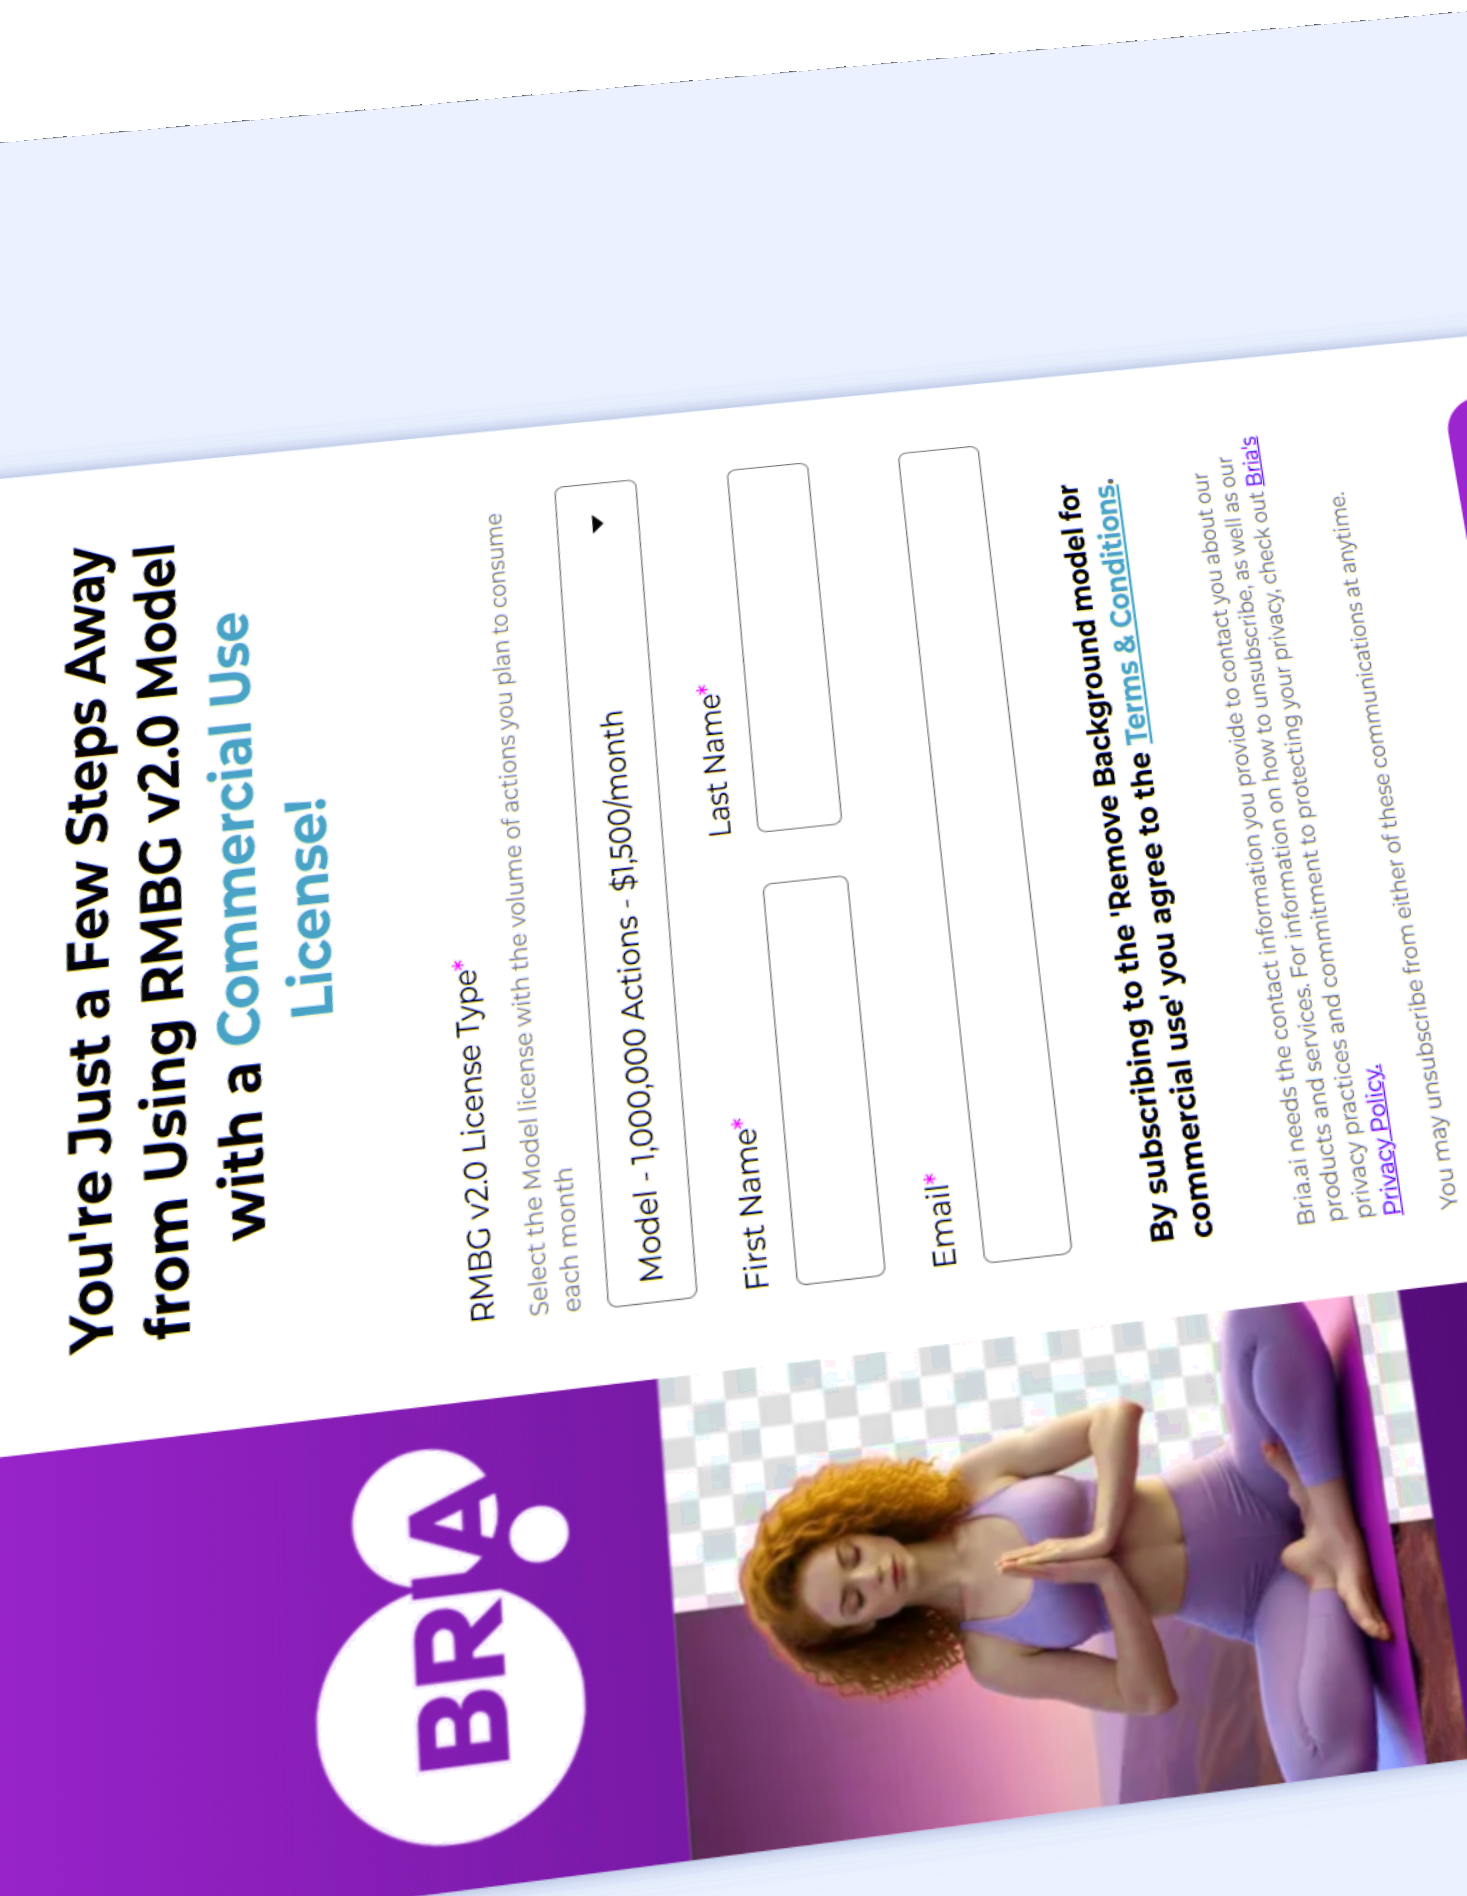 You're Just a Few Steps Away
from Using RMBG v2.0 Model
with a Commercial Use
License!
RMBG v2.0 License Type*
Select the Model license with the volume of actions you plan to consume
each month
Model - 1,000,000 Actions - $1,500/month
First Name*
Last Name*
Email*
By subscribing to the 'Remove Background model for
commercial use' you agree to the Terms & Conditions.
Bria.ai needs the contact information you provide to contact you about our
products and services. For information on how to unsubscribe, as well as our
privacy practices and commitment to protecting your privacy, check out Bria's
Privacy Policy.
You may unsubscribe from either of these communications at anytime.
BRIA